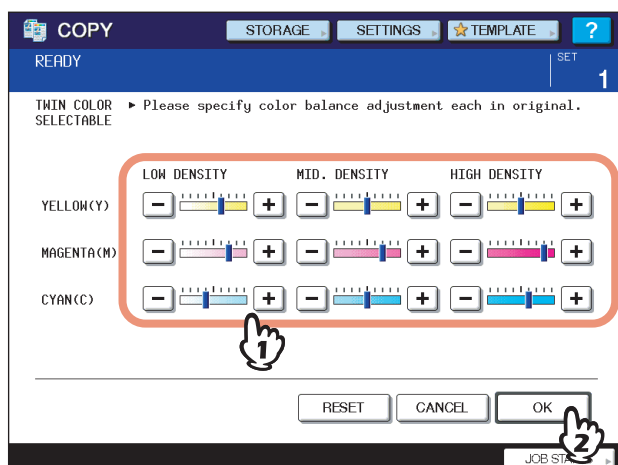 COPY
STORAGE SETTINGS TEMPLATE ?
READY
SET
1
TWIN COLOR ► Please specify color balance adjustment each in original.
SELECTABLE
LOW DENSITY MID. DENSITY HIGH DENSITY
YELLOW(Y) − + − + − +
MAGENTA(M) − + − + − +
CYAN(C) − + − + − +
1
RESET CANCEL OK
2
JOB